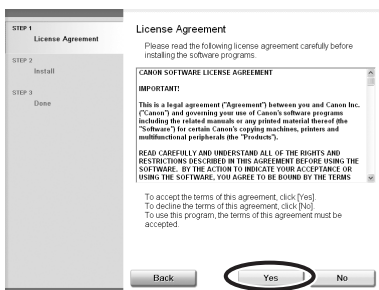 STEP 1
License Agreement
STEP 2
Install
STEP 3
Done
License Agreement
Please read the following license agreement carefully before
installing the software programs.
CANON SOFTWARE LICENSE AGREEMENT
IMPORTANT!
This is a legal agreement ("Agreement") between you and Canon Inc.
("Canon") and governing your use of Canon's software programs
including the related manuals or any printed material thereof (the
"Software") for certain Canon's copying machines, printers and
multifunctional peripherals (the "Products").
READ CAREFULLY AND UNDERSTAND ALL OF THE RIGHTS AND
RESTRICTIONS DESCRIBED IN THIS AGREEMENT BEFORE USING THE
SOFTWARE. BY THE ACTION TO INDICATE YOUR ACCEPTANCE OR
USING THE SOFTWARE, YOU AGREE TO BE BOUND BY THE TERMS
To accept the terms of this agreement, click [Yes].
To decline the terms of this agreement, click [No].
To use this program, the terms of this agreement must be
accepted.
Back
Yes
No